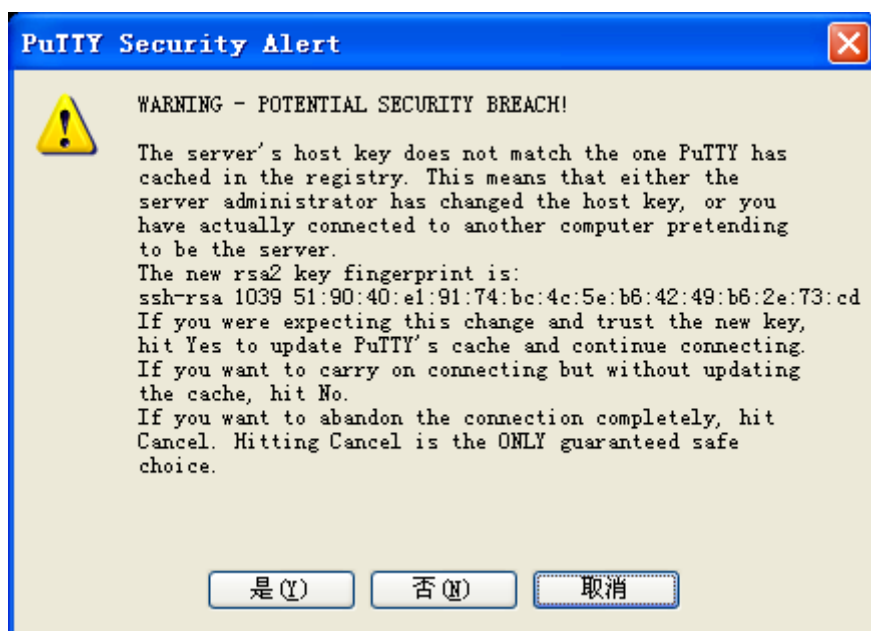 PuTTY Security Alert
WARNING - POTENTIAL SECURITY BREACH!
The server's host key does not match the one PuTTY has
cached in the registry. This means that either the
server administrator has changed the host key, or you
have actually connected to another computer pretending
to be the server.
The new rsa2 key fingerprint is:
ssh-rsa 1039 51:90:40:e1:91:74:bc:4c:5e:b6:42:49:b6:2e:73:cd
If you were expecting this change and trust the new key,
hit Yes to update PuTTY's cache and continue connecting.
If you want to carry on connecting but without updating
the cache, hit No.
If you want to abandon the connection completely, hit
Cancel. Hitting Cancel is the ONLY guaranteed safe
choice.
是(Y) 否(N) 取消